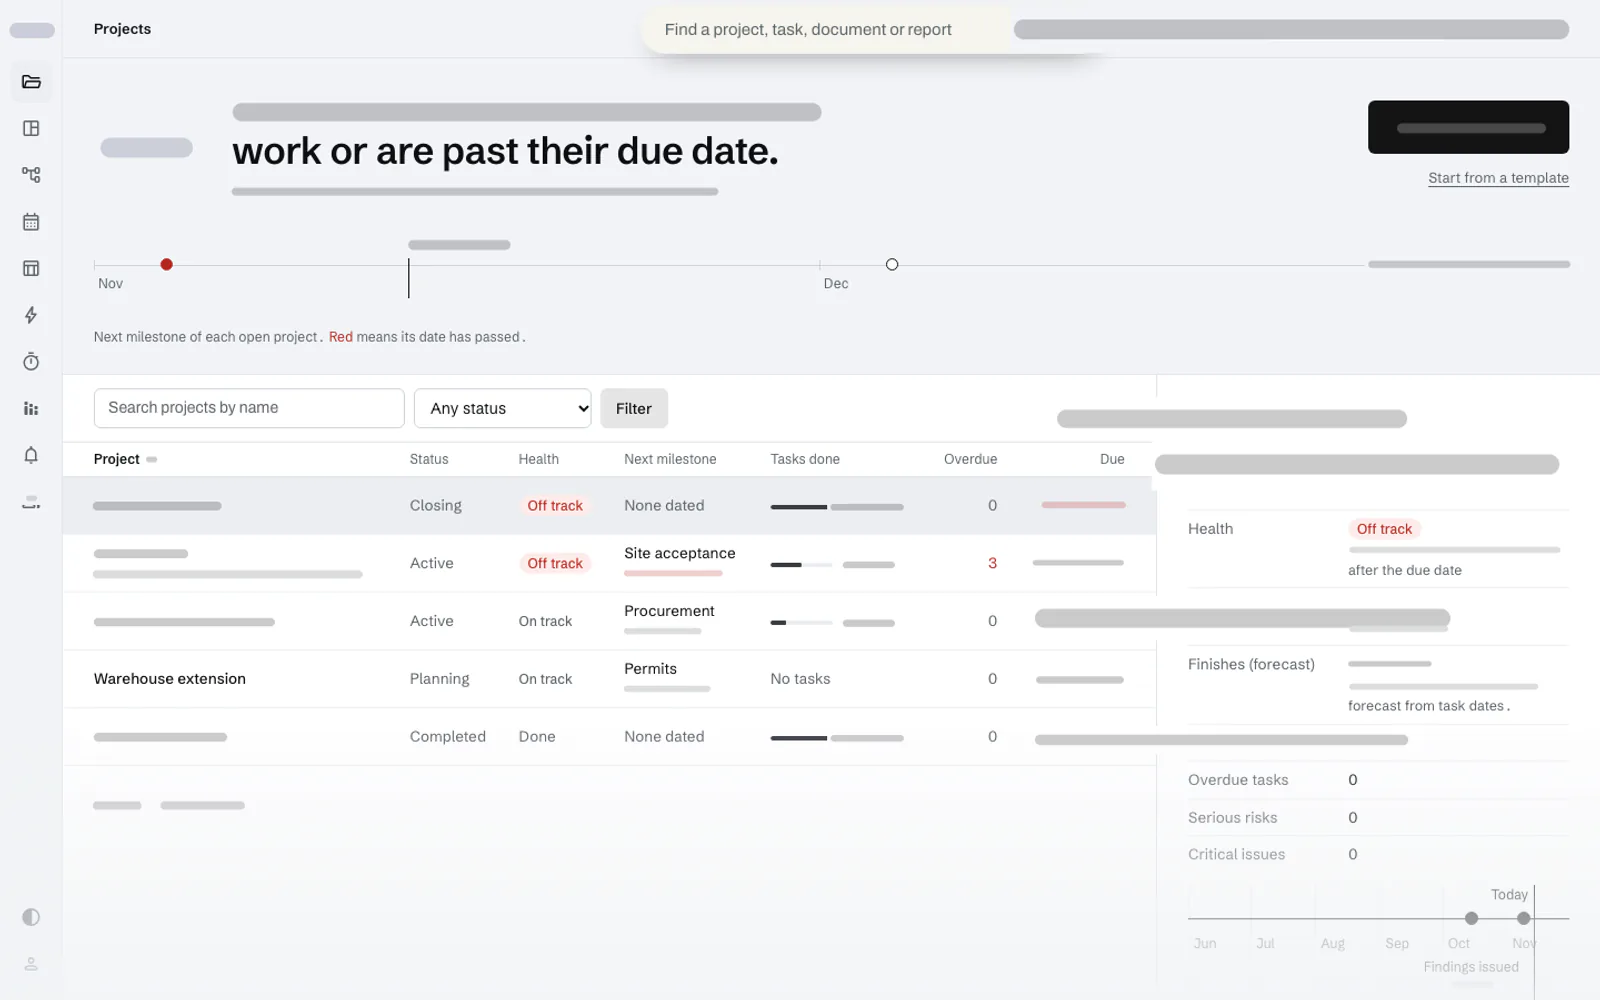 Projects
Find a project, task, document or report
work or are past their due date.
Start from a template
Nov
Dec
Next milestone of each open project. Red means its date has passed.
Search projects by name
Any status
Filter
Project Status Health Next milestone Tasks done Overdue Due
Closing Off track None dated 0
Active Off track Site acceptance 3
Active On track Procurement 0
Warehouse extension Planning On track Permits No tasks 0
Completed Done None dated 0
Health Off track
after the due date
Finishes (forecast)
forecast from task dates.
Overdue tasks 0
Serious risks 0
Critical issues 0
Today
Jun Jul Aug Sep Oct Nov
Findings issued